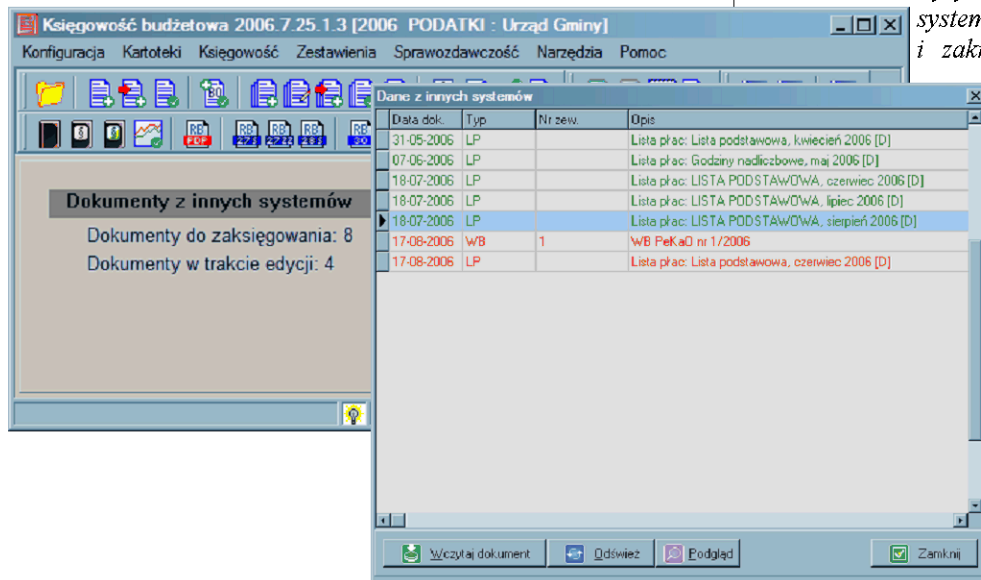 Księgowość budżetowa 2006.7.25.1.3 [2006 PODATKI : Urząd Gminy]
Konfiguracja Kartoteki Księgowość Zestawienia Sprawozdawczość Narzędzia Pomoc
i
Dokumenty z innych systemów
Dokumenty do zaksięgowania: 8
Dokumenty w trakcie edycji: 4
Dane z innych systemów
Data dok. Typ Nr zew. Opis
31-05-2006 LP Lista płac: Lista podstawowa, kwiecień 2006 [D]
07-06-2006 LP Lista płac: Godziny nadliczbowe, maj 2006 [D]
18-07-2006 LP Lista płac: LISTA PODSTAWOWA, czerwiec 2006 [D]
18-07-2006 LP Lista płac: LISTA PODSTAWOWA, lipiec 2006 [D]
18-07-2006 LP Lista płac: LISTA PODSTAWOWA, sierpień 2006 [D]
17-08-2006 WB 1 WB PeKaO nr 1/2006
17-08-2006 LP Lista płac: Lista podstawowa, czerwiec 2006 [D]
Wczytaj dokument Odśwież Podgląd Zamknij